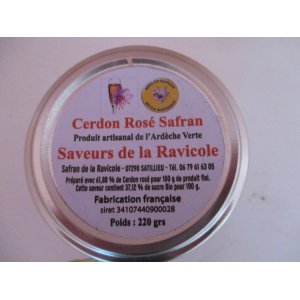 Cerdon Rosé Safran
Produit artisanal de l'Ardèche Verte
Saveurs de la Ravicole
Safran de la Ravicole - 07290 SATILLIEU - Tél. 06 79 61 63 05
Préparé avec 61,88 % de Cerdon rosé pour 100 g de produit fini.
Cette saveur contient 37,12 % de sucre Bio pour 100 g.
Fabrication française
siret 34107440900028
Poids : 220 grs